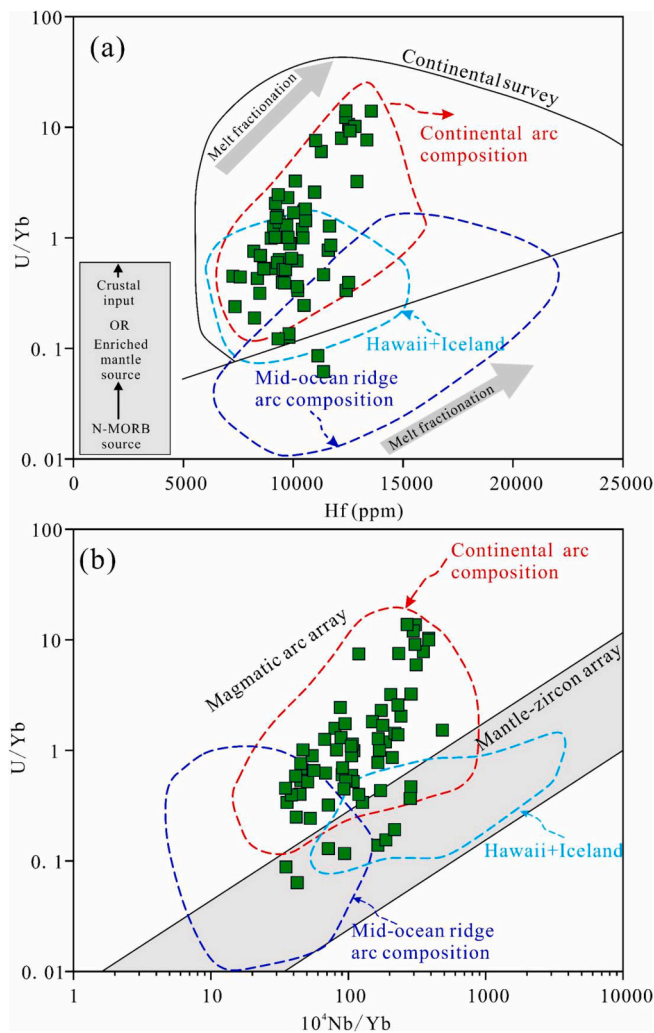 100
(a)
Continental survey
Melt fractionation
10
Continental arc
composition
U/Yb
1
Crustal
input
OR
Enriched
mantle
source
N-MORB
source
Hawaii+Iceland
0.1
Mid-ocean ridge
arc composition
Melt fractionation
0.01
0
5000
10000
15000
20000
25000
Hf (ppm)
100
(b)
Continental arc
composition
Magmatic arc array
10
Mantle-zircon array
U/Yb
1
Hawaii+Iceland
0.1
Mid-ocean ridge
arc composition
0.01
1
10
100
1000
10000
10⁴Nb/Yb